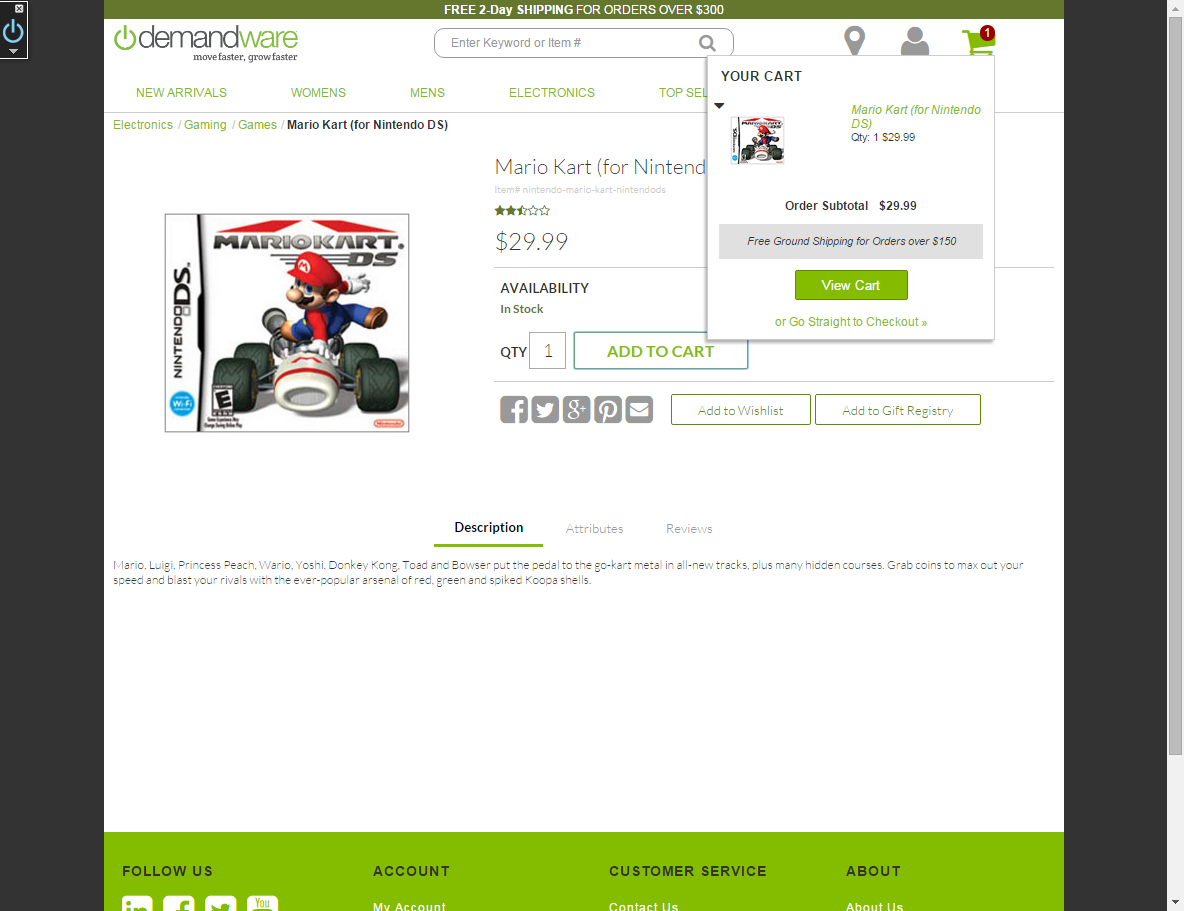 FREE 2-Day SHIPPING FOR ORDERS OVER $300
demandware
move faster, grow faster
Enter Keyword or Item #
1
NEW ARRIVALS WOMENS MENS ELECTRONICS TOP SEL
YOUR CART
Mario Kart (for Nintendo
DS)
Qty: 1 $29.99
MARIOKART
DS
Order Subtotal $29.99
Free Ground Shipping for Orders over $150
View Cart
or Go Straight to Checkout »
Electronics / Gaming / Games / Mario Kart (for Nintendo DS)
Mario Kart (for Nintend
Item# nintendo-mario-kart-nintendods
$29.99
NINTENDO DS
MARIOKART
DS
Wi-Fi
EVERYONE
E
Nintendo
AVAILABILITY
In Stock
QTY 1 ADD TO CART
Add to Wishlist Add to Gift Registry
Description Attributes Reviews
Mario, Luigi, Princess Peach, Wario, Yoshi, Donkey Kong, Toad and Bowser put the pedal to the go-kart metal in all-new tracks, plus many hidden courses. Grab coins to max out your
speed and blast your rivals with the ever-popular arsenal of red, green and spiked Koopa shells.
FOLLOW US ACCOUNT CUSTOMER SERVICE ABOUT
You
My Account Contact Us About Us